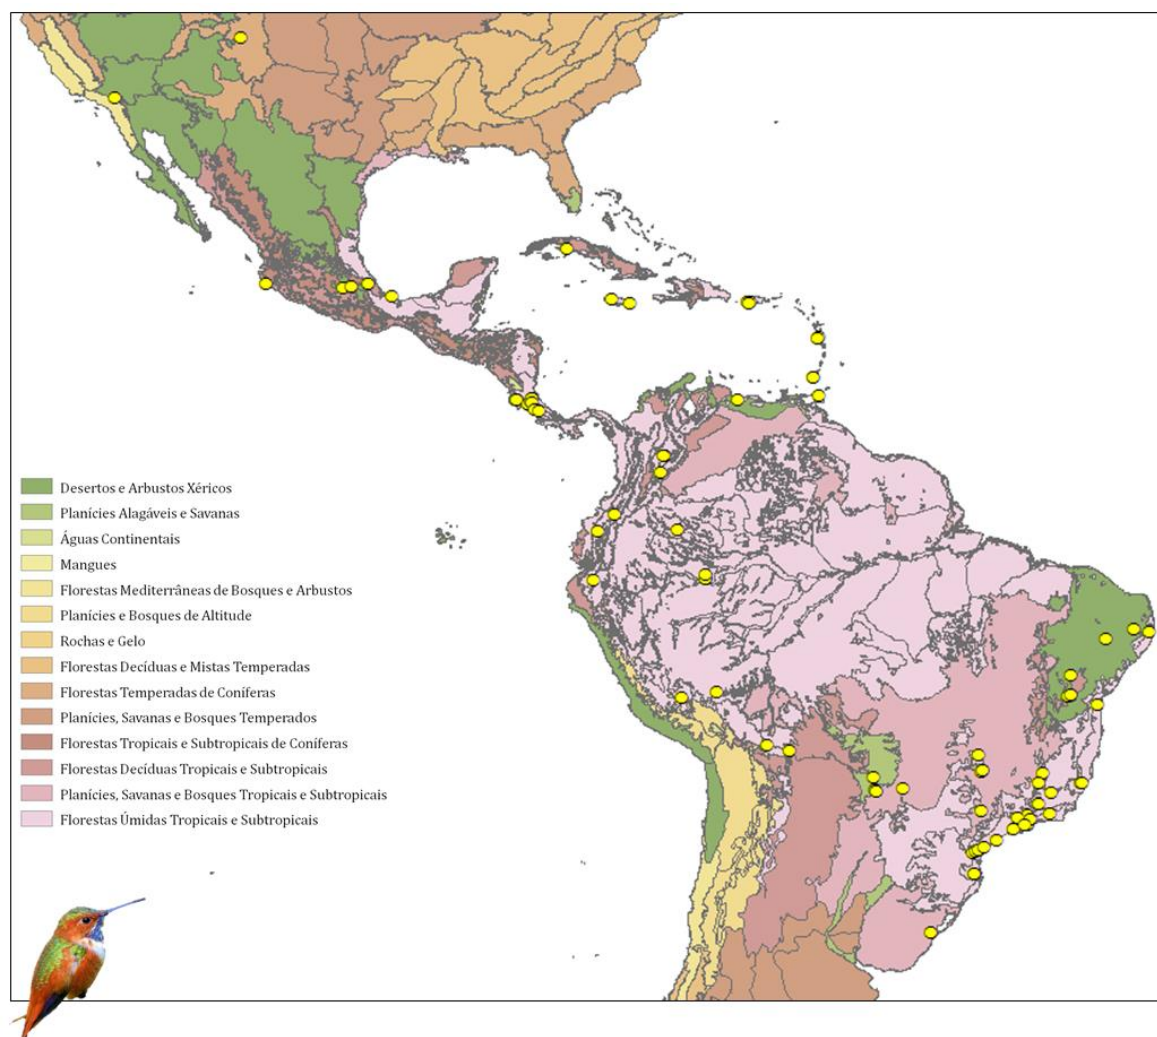 Desertos e Arbustos Xéricos
Planícies Alagáveis e Savanas
Águas Continentais
Mangues
Florestas Mediterrâneas de Bosques e Arbustos
Planícies e Bosques de Altitude
Rochas e Gelo
Florestas Decíduas e Mistas Temperadas
Florestas Temperadas de Coníferas
Planícies, Savanas e Bosques Temperados
Florestas Tropicais e Subtropicais de Coníferas
Florestas Decíduas Tropicais e Subtropicais
Planícies, Savanas e Bosques Tropicais e Subtropicais
Florestas Úmidas Tropicais e Subtropicais